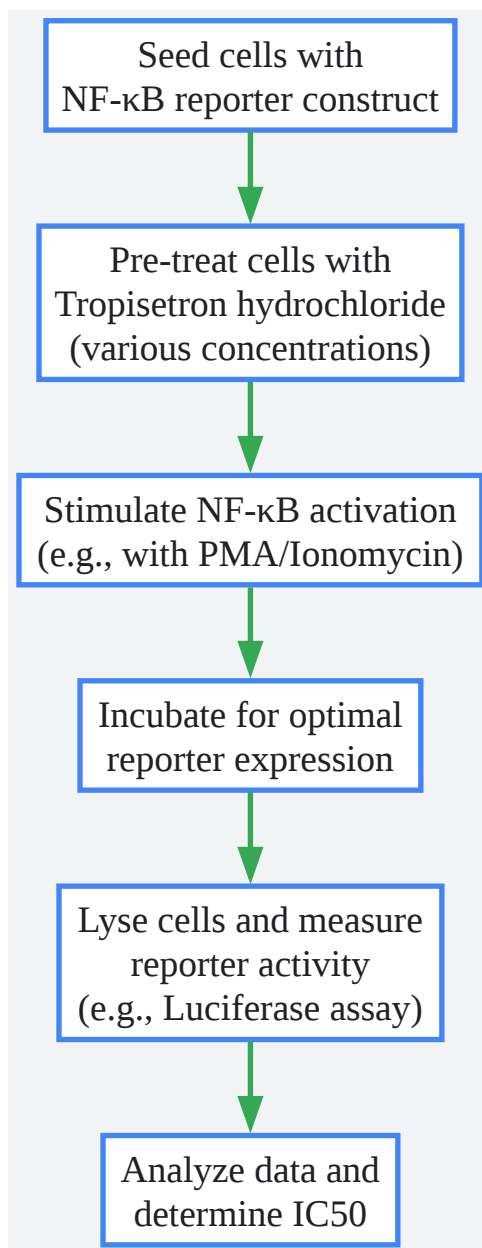 Seed cells with
NF-κB reporter construct
Pre-treat cells with
Tropisetron hydrochloride
(various concentrations)
Stimulate NF-κB activation
(e.g., with PMA/Ionomycin)
Incubate for optimal
reporter expression
Lyse cells and measure
reporter activity
(e.g., Luciferase assay)
Analyze data and
determine IC50